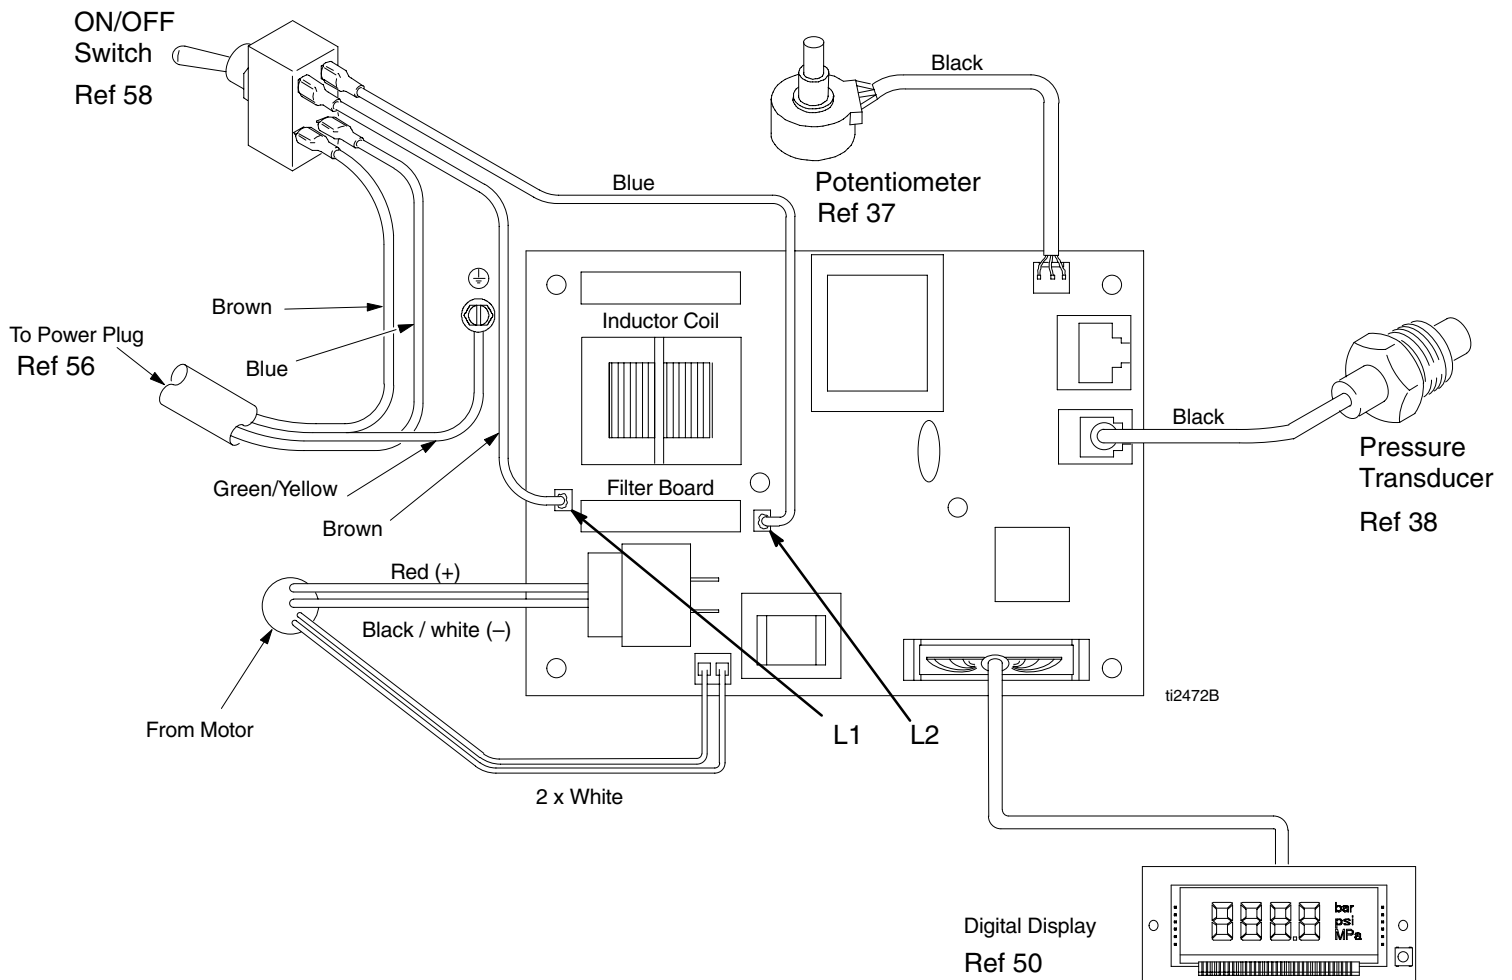 ON/OFF
Switch
Ref 58
Black
Blue
Potentiometer
Ref 37
Brown
To Power Plug
Ref 56
Blue
Inductor Coil
Black
Pressure
Transducer
Ref 38
Green/Yellow
Filter Board
Brown
Red (+)
Black / white (–)
From Motor
ti2472B
L1
L2
2 x White
Digital Display
Ref 50
888.8
bar
psi
MPa